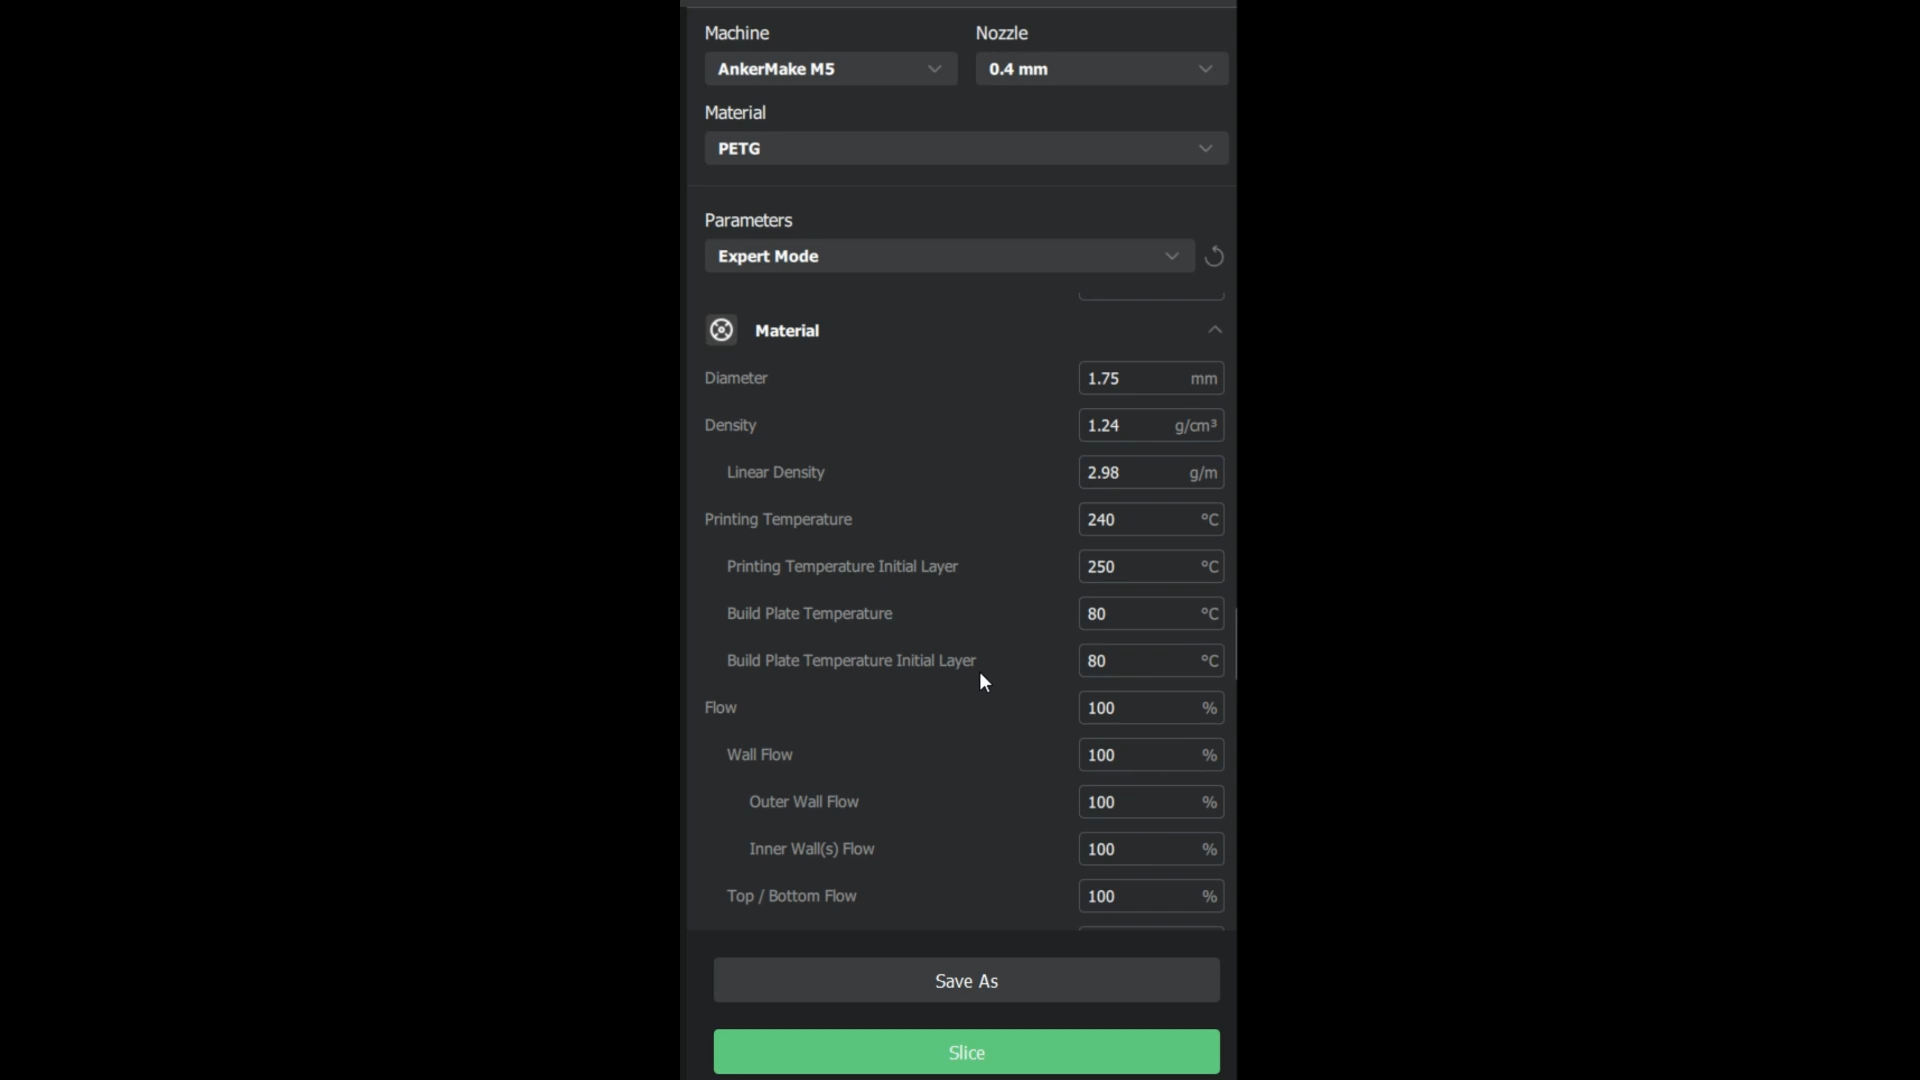 Machine Nozzle
AnkerMake M5 0.4 mm
Material
PETG
Parameters
Expert Mode
Material
Diameter 1.75 mm
Density 1.24 g/cm³
Linear Density 2.98 g/m
Printing Temperature 240 °C
Printing Temperature Initial Layer 250 °C
Build Plate Temperature 80 °C
Build Plate Temperature Initial Layer 80 °C
Flow 100 %
Wall Flow 100 %
Outer Wall Flow 100 %
Inner Wall(s) Flow 100 %
Top / Bottom Flow 100 %
Save As
Slice